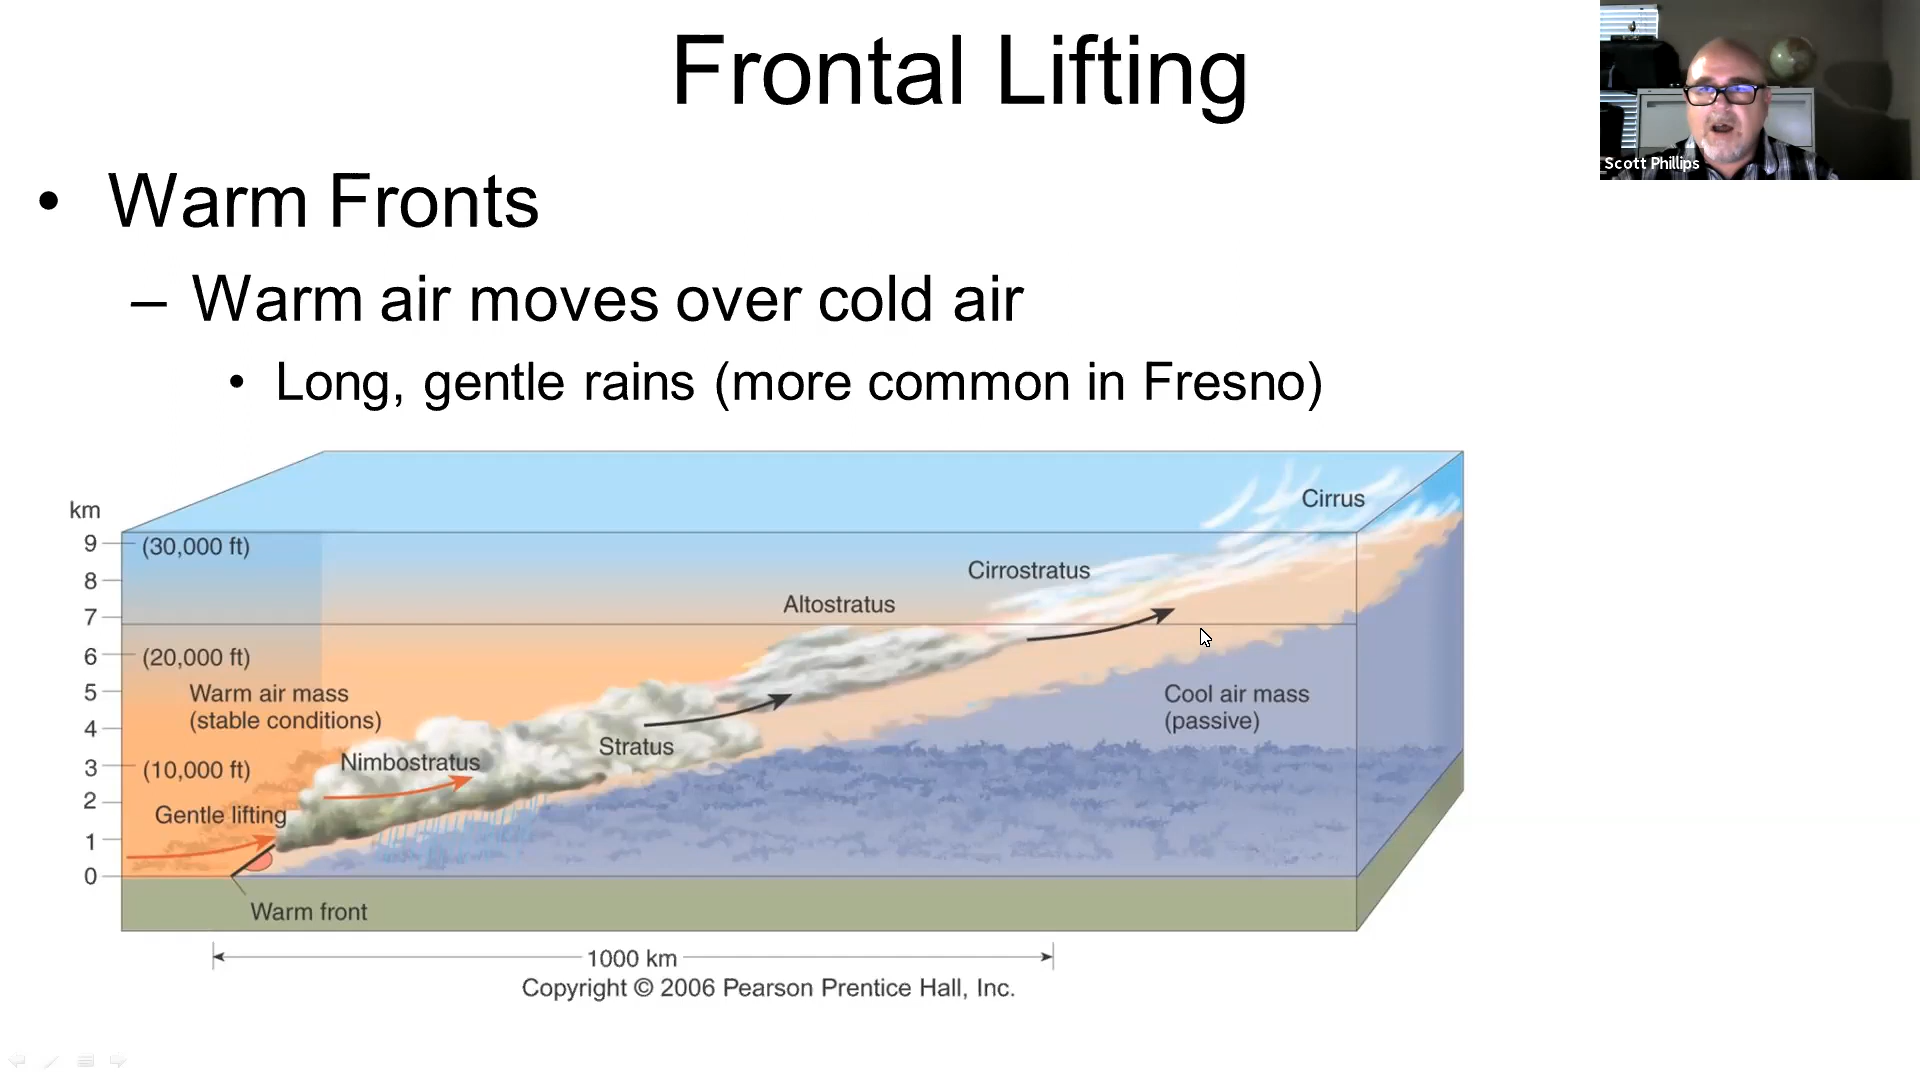 Frontal Lifting
Scott Phillips
• Warm Fronts
– Warm air moves over cold air
• Long, gentle rains (more common in Fresno)
km
9
(30,000 ft)
8
7
6
(20,000 ft)
5
4
3
(10,000 ft)
2
1
0
Cirrus
Cirrostratus
Altostratus
Warm air mass
(stable conditions)
Cool air mass
(passive)
Stratus
Nimbostratus
Gentle lifting
Warm front
1000 km
Copyright © 2006 Pearson Prentice Hall, Inc.